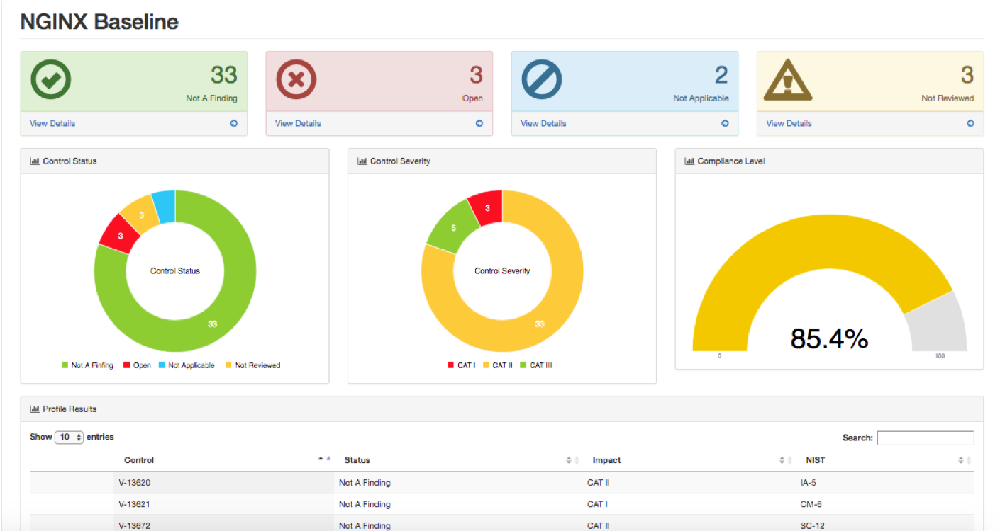 NGINX Baseline
33
Not A Finding
View Details
3
Open
View Details
2
Not Applicable
View Details
3
Not Reviewed
View Details
Control Status
3
3
Control Status
33
Not A Finfing Open Not Applicable Not Reviewed
Control Severity
3
5
Control Severity
33
CAT I CAT II CAT III
Compliance Level
85.4%
0 100
Profile Results
Show 10 entries
Search:
Control Status Impact NIST
V-13620 Not A Finding CAT II IA-5
V-13621 Not A Finding CAT I CM-6
V-13672 Not A Finding CAT II SC-12